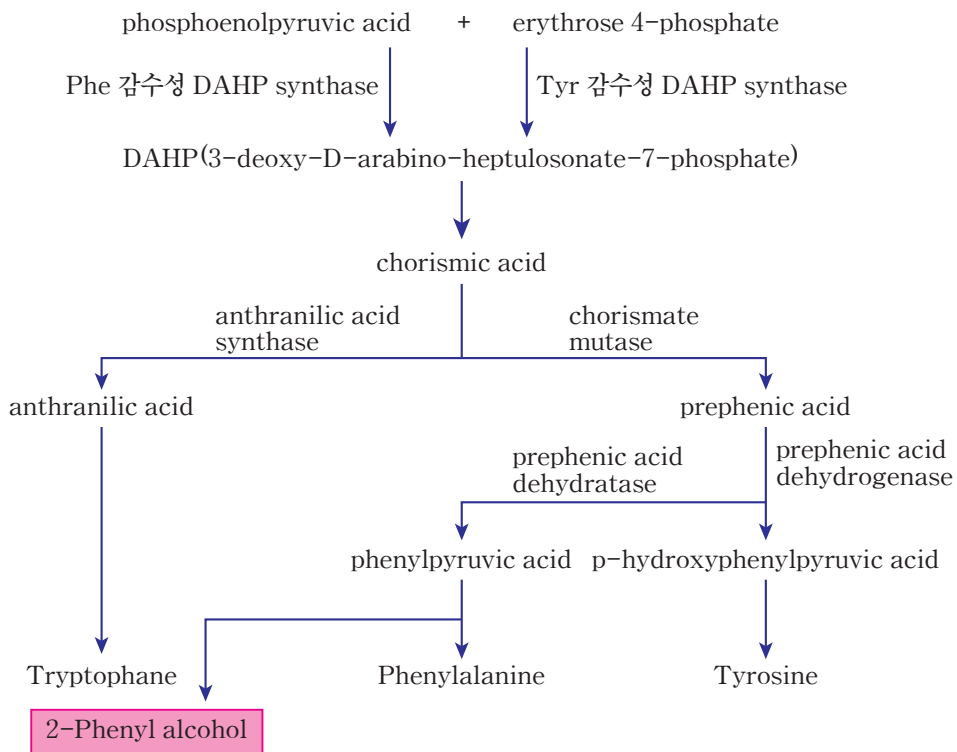 phosphoenolpyruvic acid + erythrose 4-phosphate
Phe 감수성 DAHP synthase Tyr 감수성 DAHP synthase
DAHP(3-deoxy-D-arabino-heptulosonate-7-phosphate)
chorismic acid
anthranilic acid
synthase
chorismate
mutase
anthranilic acid
prephenic acid
prephenic acid
dehydratase
prephenic acid
dehydrogenase
phenylpyruvic acid
p-hydroxyphenylpyruvic acid
Tryptophane
Phenylalanine
Tyrosine
2-Phenyl alcohol